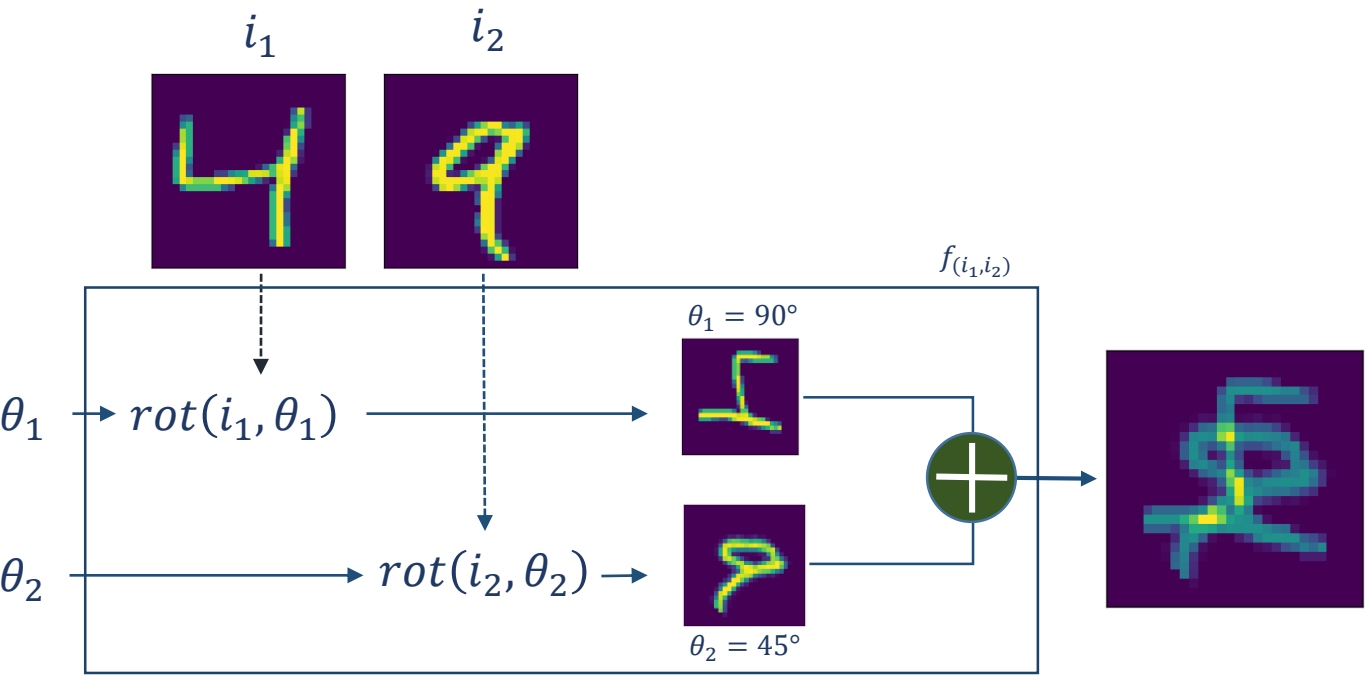 i₁ i₂
f₍ᵢ₁,ᵢ₂₎
θ₁ = 90°
θ₁ rot(i₁, θ₁)
θ₂ rot(i₂, θ₂)
θ₂ = 45°